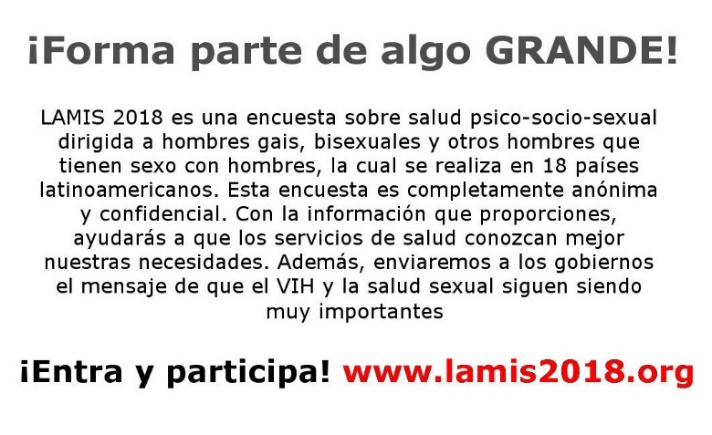 ¡Forma parte de algo GRANDE!
LAMIS 2018 es una encuesta sobre salud psico-socio-sexual
dirigida a hombres gais, bisexuales y otros hombres que
tienen sexo con hombres, la cual se realiza en 18 países
latinoamericanos. Esta encuesta es completamente anónima
y confidencial. Con la información que proporciones,
ayudarás a que los servicios de salud conozcan mejor
nuestras necesidades. Además, enviaremos a los gobiernos
el mensaje de que el VIH y la salud sexual siguen siendo
muy importantes
¡Entra y participa! www.lamis2018.org